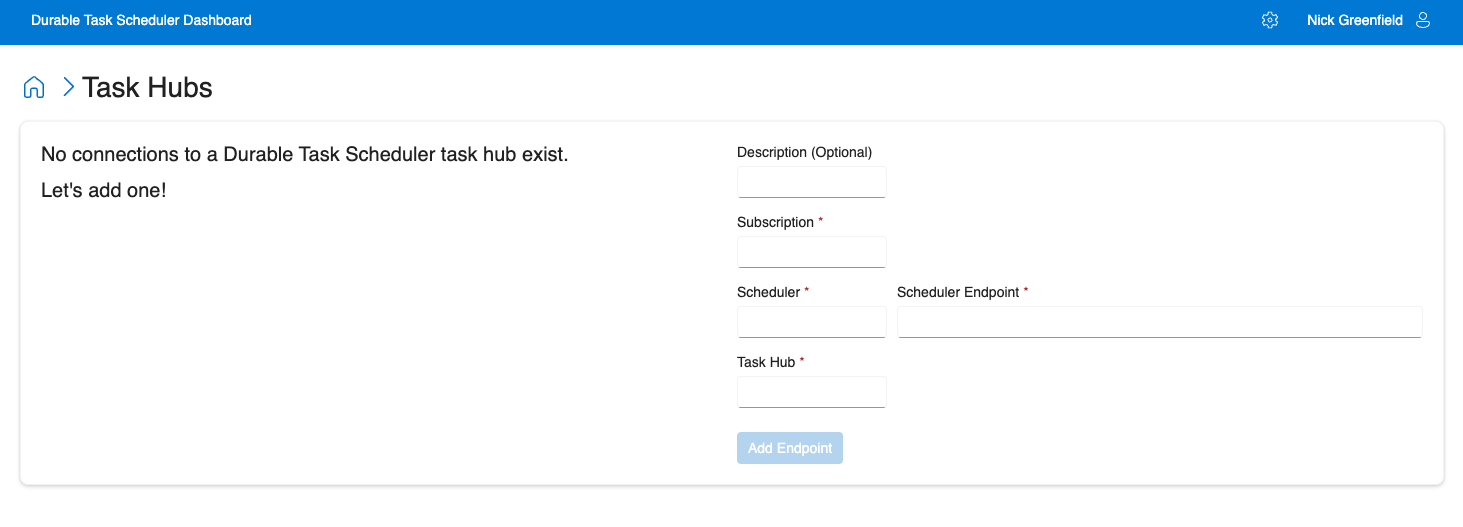 Durable Task Scheduler Dashboard
Nick Greenfield
Task Hubs
No connections to a Durable Task Scheduler task hub exist.
Let's add one!
Description (Optional)
Subscription *
Scheduler *
Scheduler Endpoint *
Task Hub *
Add Endpoint